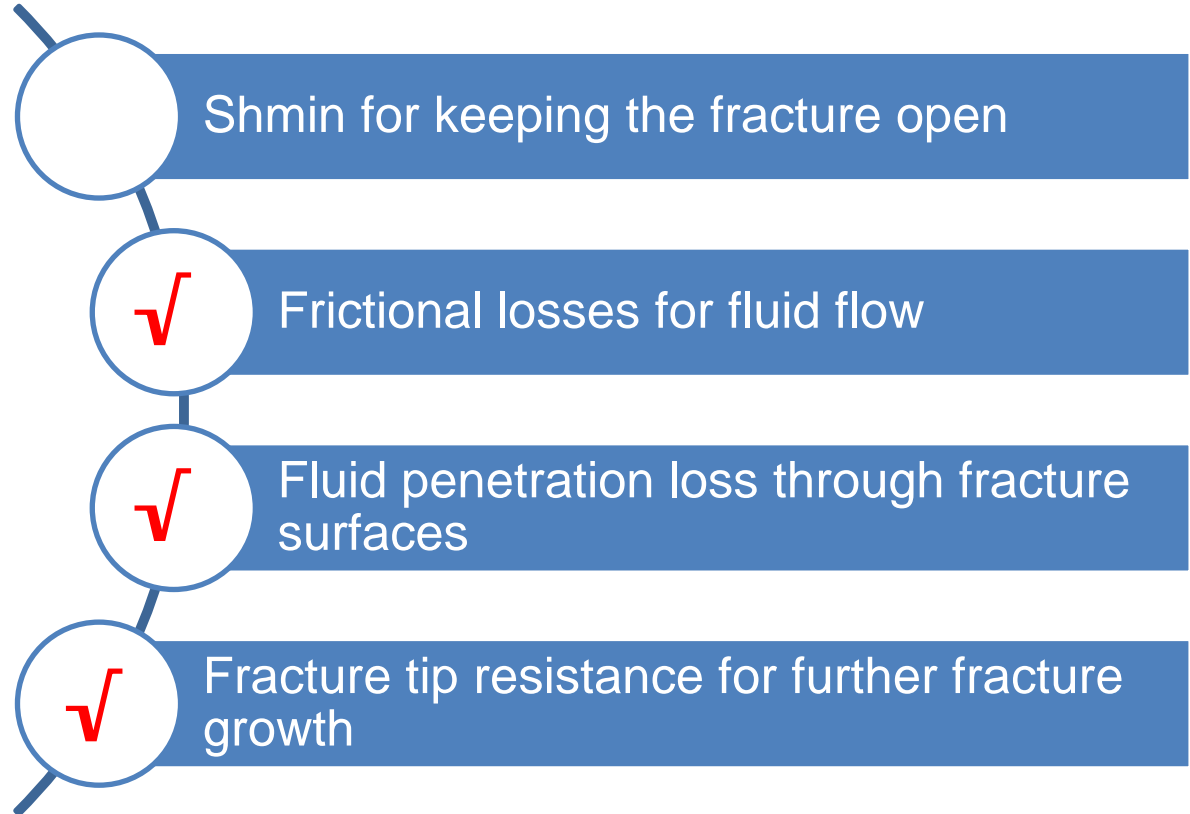 Shmin for keeping the fracture open
√
Frictional losses for fluid flow
√
Fluid penetration loss through fracture
surfaces
√
Fracture tip resistance for further fracture
growth